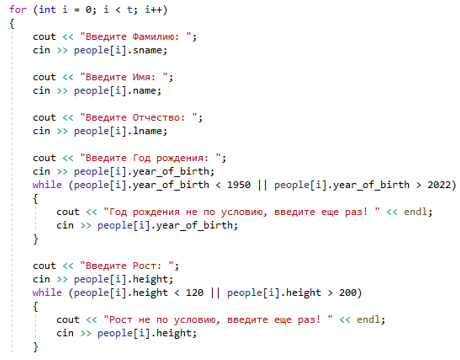 for (int i = 0; i < t; i++)
{
    cout << "Введите Фамилию: ";
    cin >> people[i].sname;

    cout << "Введите Имя: ";
    cin >> people[i].name;

    cout << "Введите Отчество: ";
    cin >> people[i].lname;

    cout << "Введите Год рождения: ";
    cin >> people[i].year_of_birth;
    while (people[i].year_of_birth < 1950 || people[i].year_of_birth > 2022)
    {
        cout << "Год рождения не по условию, введите еще раз! " << endl;
        cin >> people[i].year_of_birth;
    }

    cout << "Введите Рост: ";
    cin >> people[i].height;
    while (people[i].height < 120 || people[i].height > 200)
    {
        cout << "Рост не по условию, введите еще раз! " << endl;
        cin >> people[i].height;
    }